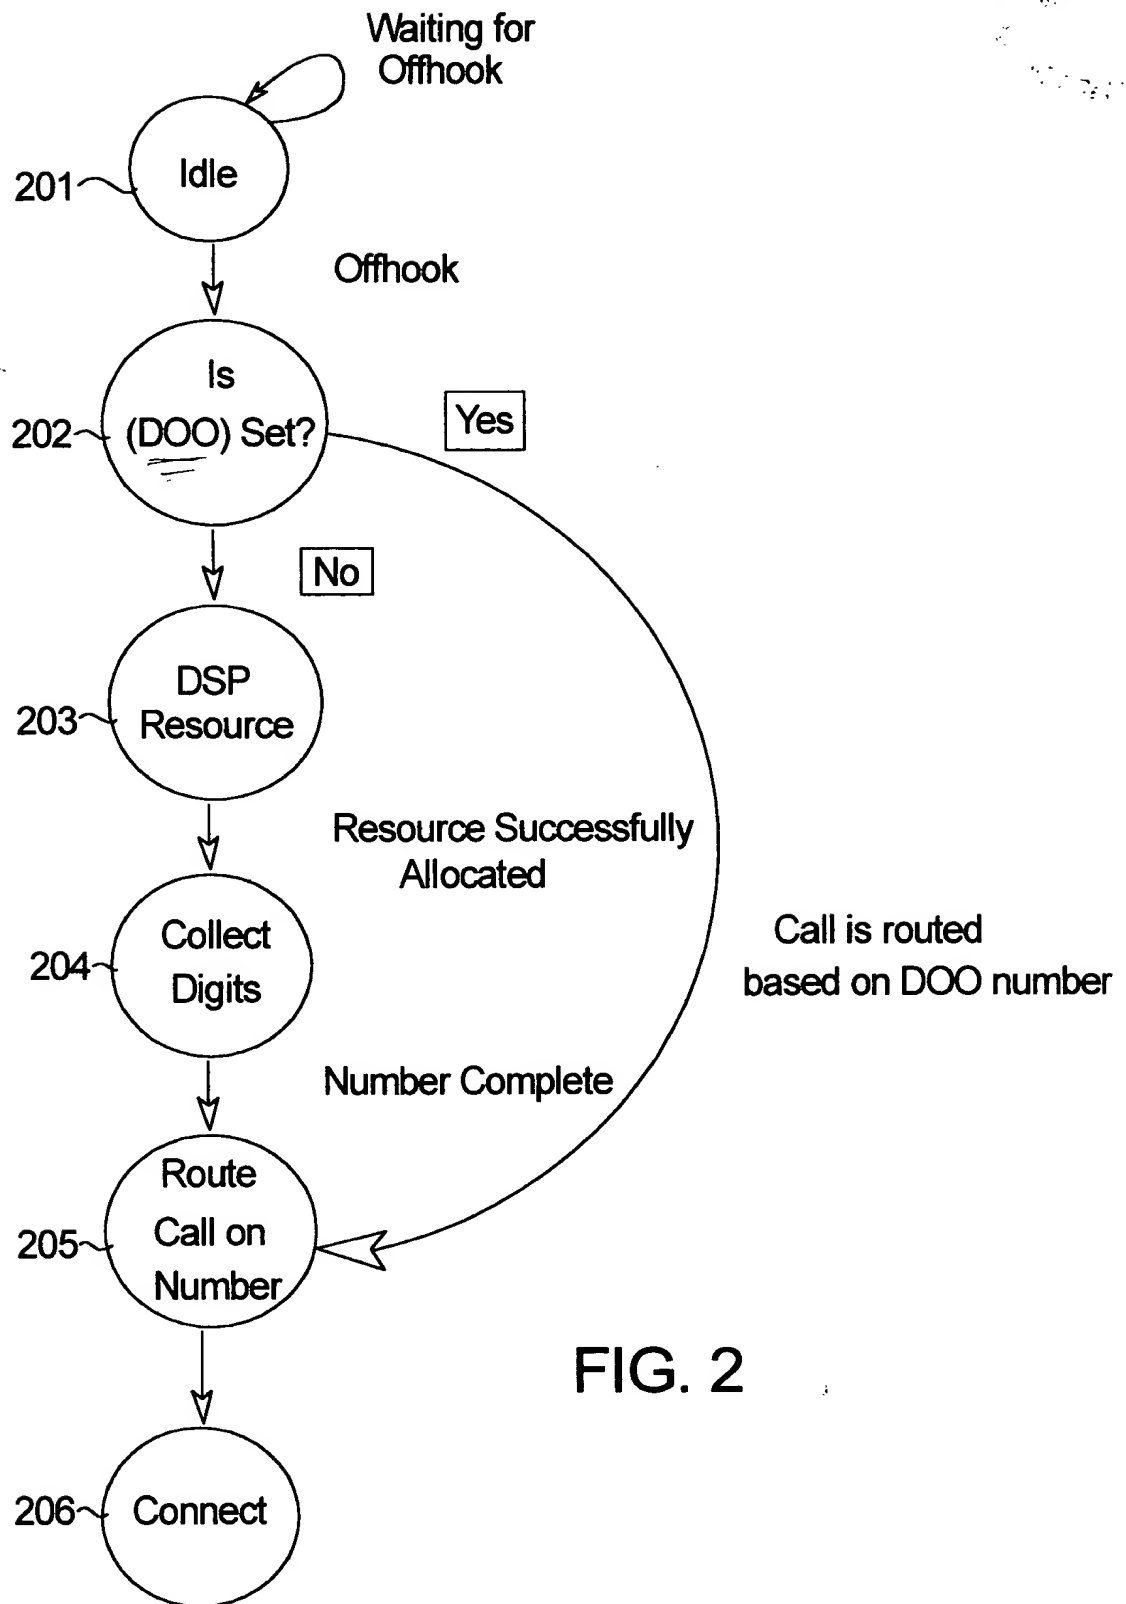 Waiting for
Offhook
Idle
201
Offhook
Is
(DOO) Set?
202
Yes
No
DSP
Resource
203
Resource Successfully
Allocated
Collect
Digits
204
Call is routed
based on DOO number
Number Complete
Route
Call on
Number
205
FIG. 2
Connect
206